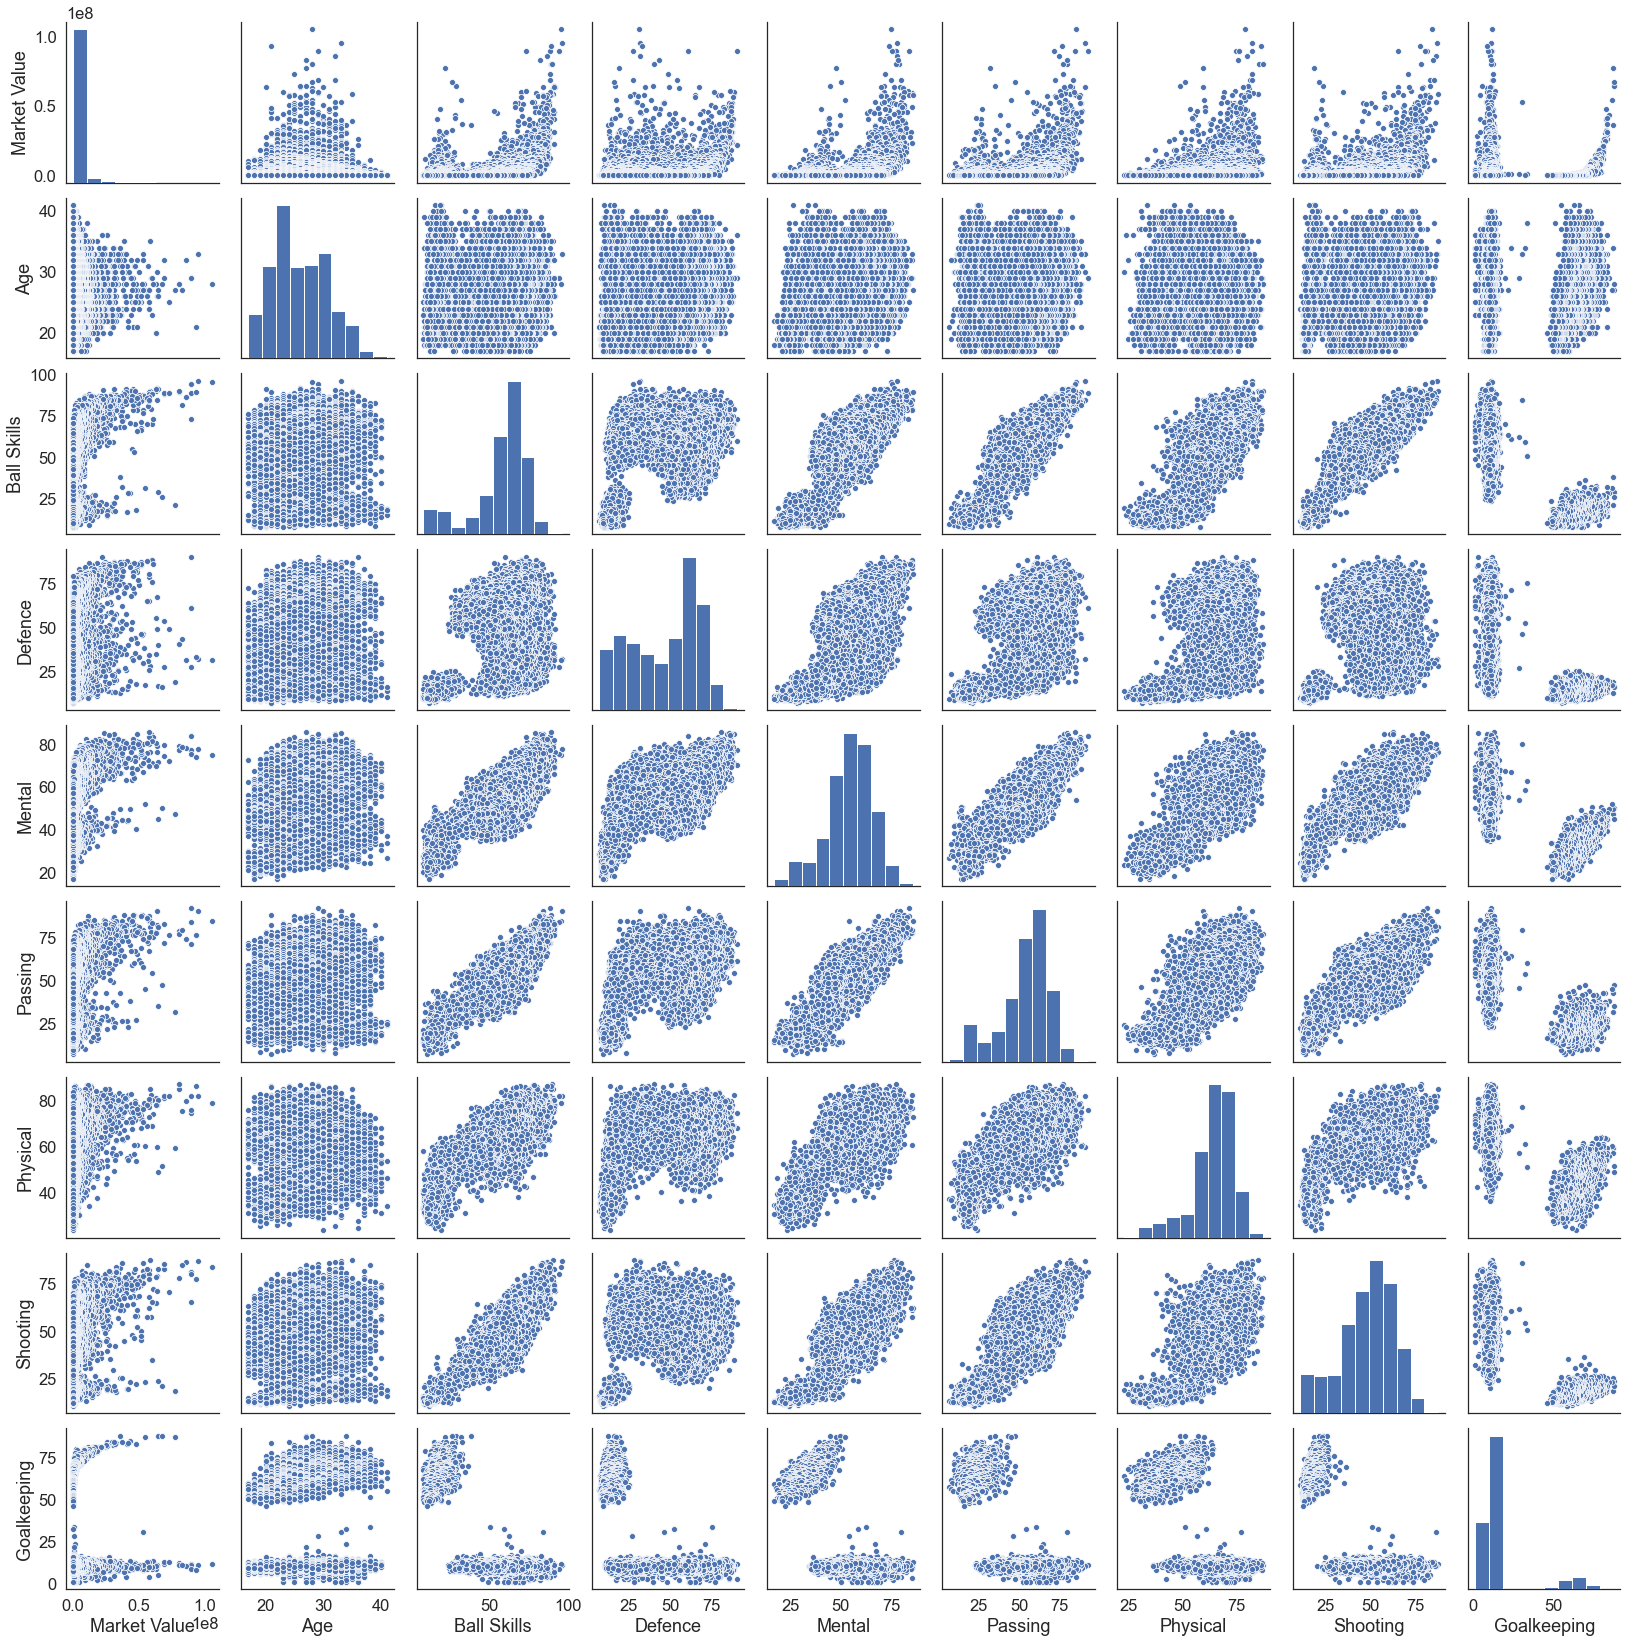 1e8
1.0
0.5
0.0
Market Value
40
30
20
Age
100
75
50
25
Ball Skills
75
50
25
Defence
80
60
40
20
Mental
75
50
25
Passing
80
60
40
Physical
75
50
25
Shooting
75
50
25
0
Goalkeeping
0.0 0.5 1.0 20 30 40 50 100 25 50 75 25 50 75 25 50 75 25 50 75 25 50 75 0 50
Market Value 1e8 Age Ball Skills Defence Mental Passing Physical Shooting Goalkeeping